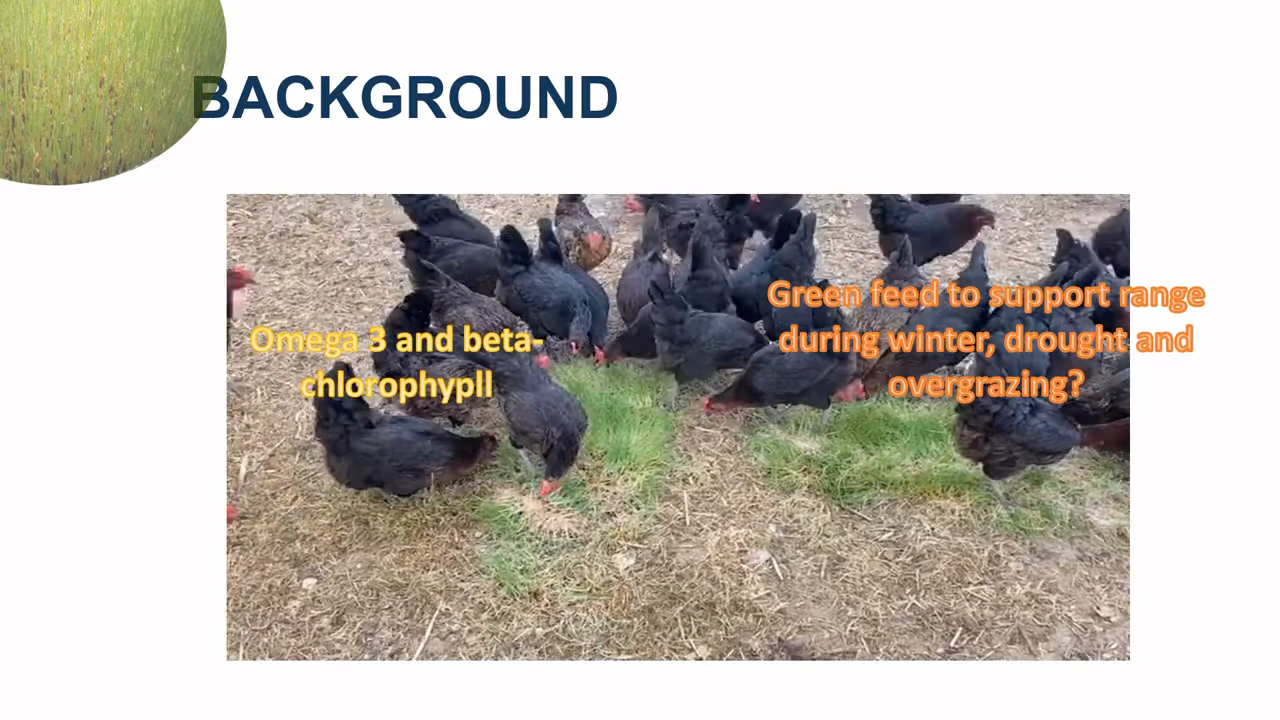 BACKGROUND
Omega 3 and beta-
chlorophypll
Green feed to support range
during winter, drought and
overgrazing?